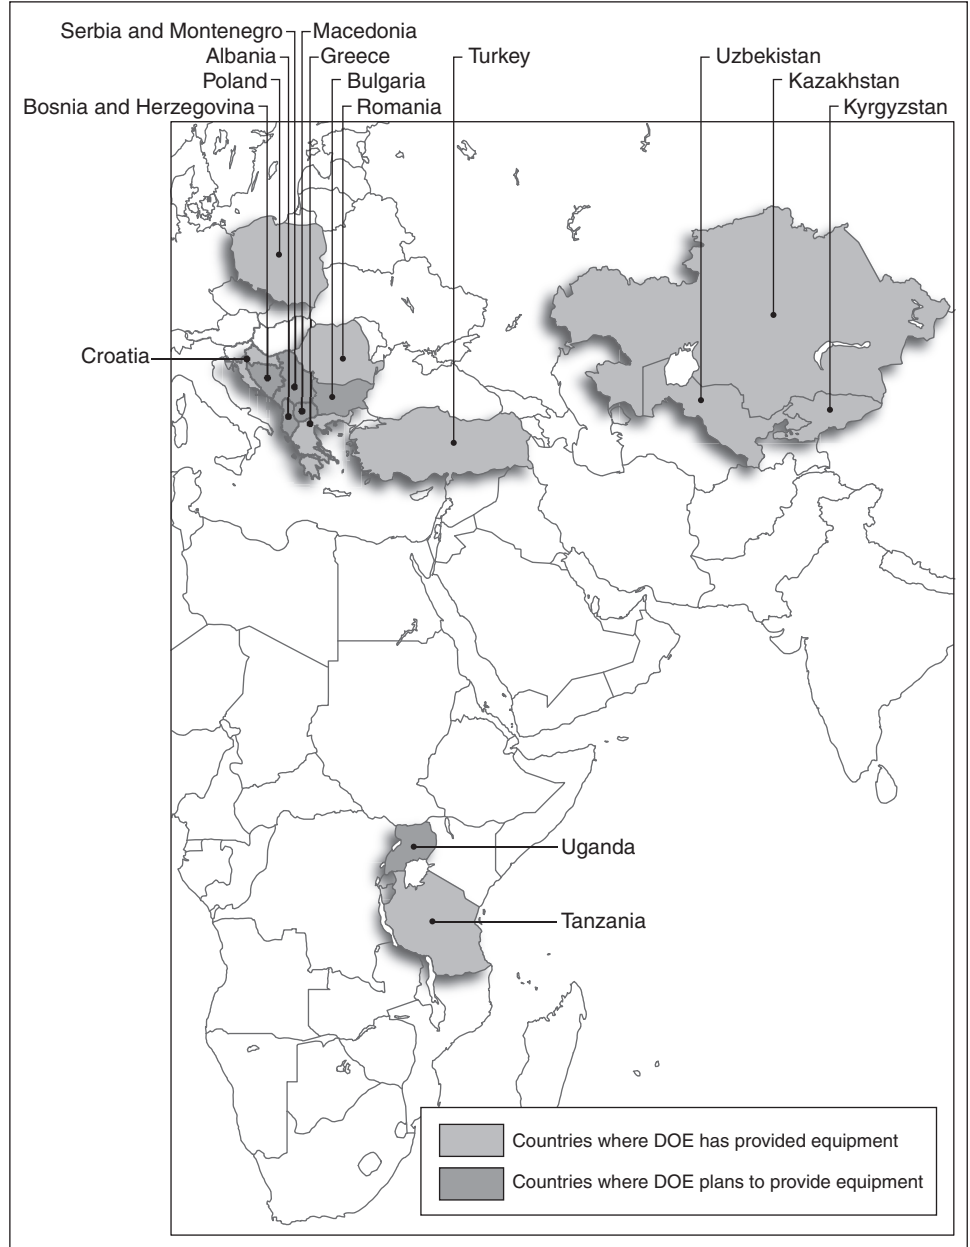 Serbia and Montenegro
Macedonia
Albania
Greece
Turkey
Uzbekistan
Poland
Bulgaria
Kazakhstan
Bosnia and Herzegovina
Romania
Kyrgyzstan
Croatia
Uganda
Tanzania
Countries where DOE has provided equipment
Countries where DOE plans to provide equipment